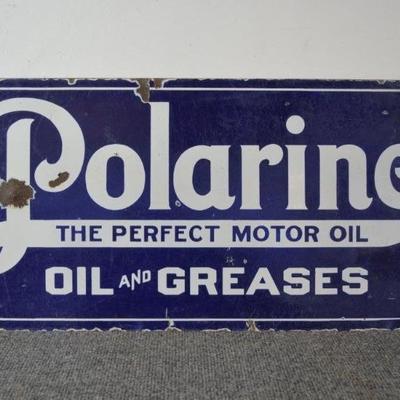 Polarine
THE PERFECT MOTOR OIL
OIL AND GREASES